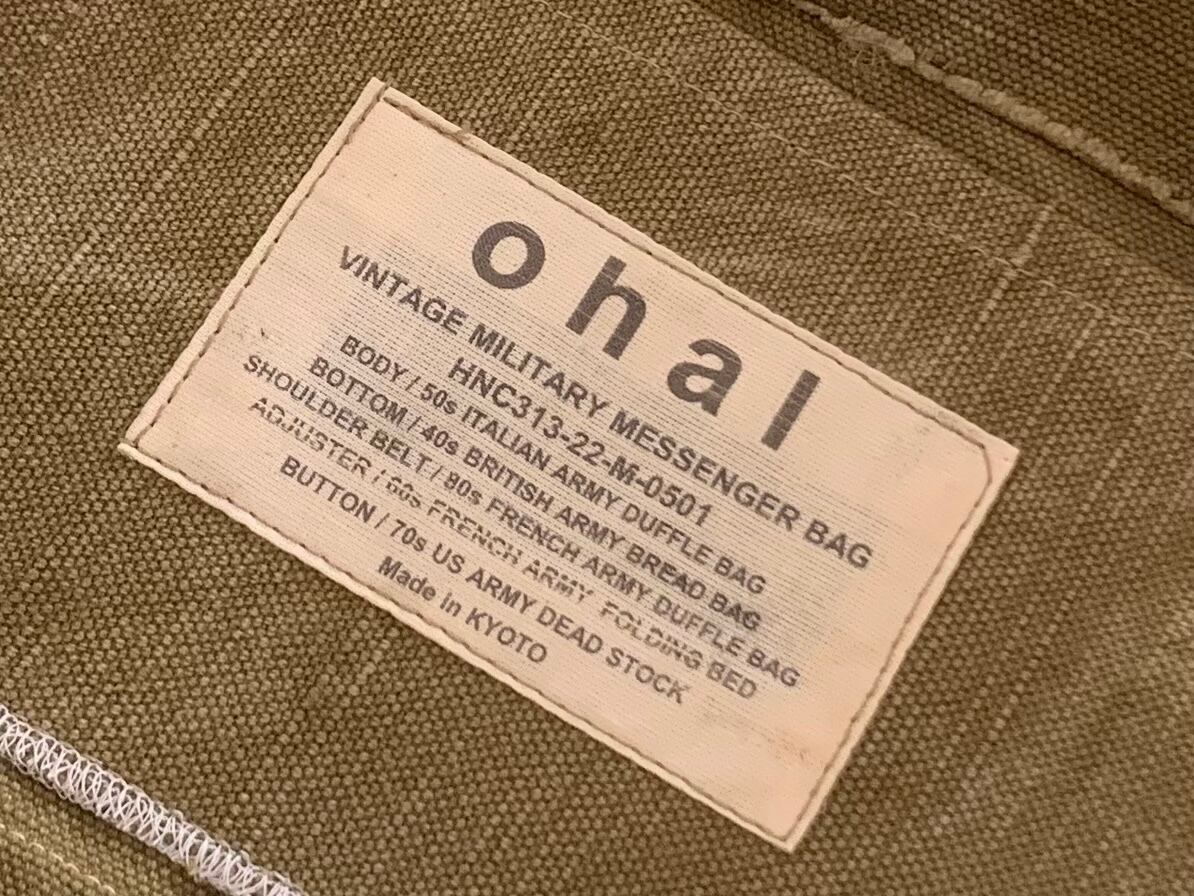 ohal
VINTAGE MILITARY MESSENGER BAG
HNC313-22-M-0501
BODY / 50s ITALIAN ARMY DUFFLE BAG
BOTTOM / 40s BRITISH ARMY BREAD BAG
SHOULDER BELT / 80s FRENCH ARMY DUFFLE BAG
ADJUSTER / 60s FRENCH ARMY FOLDING BED
BUTTON / 70s US ARMY DEAD STOCK
Made in KYOTO